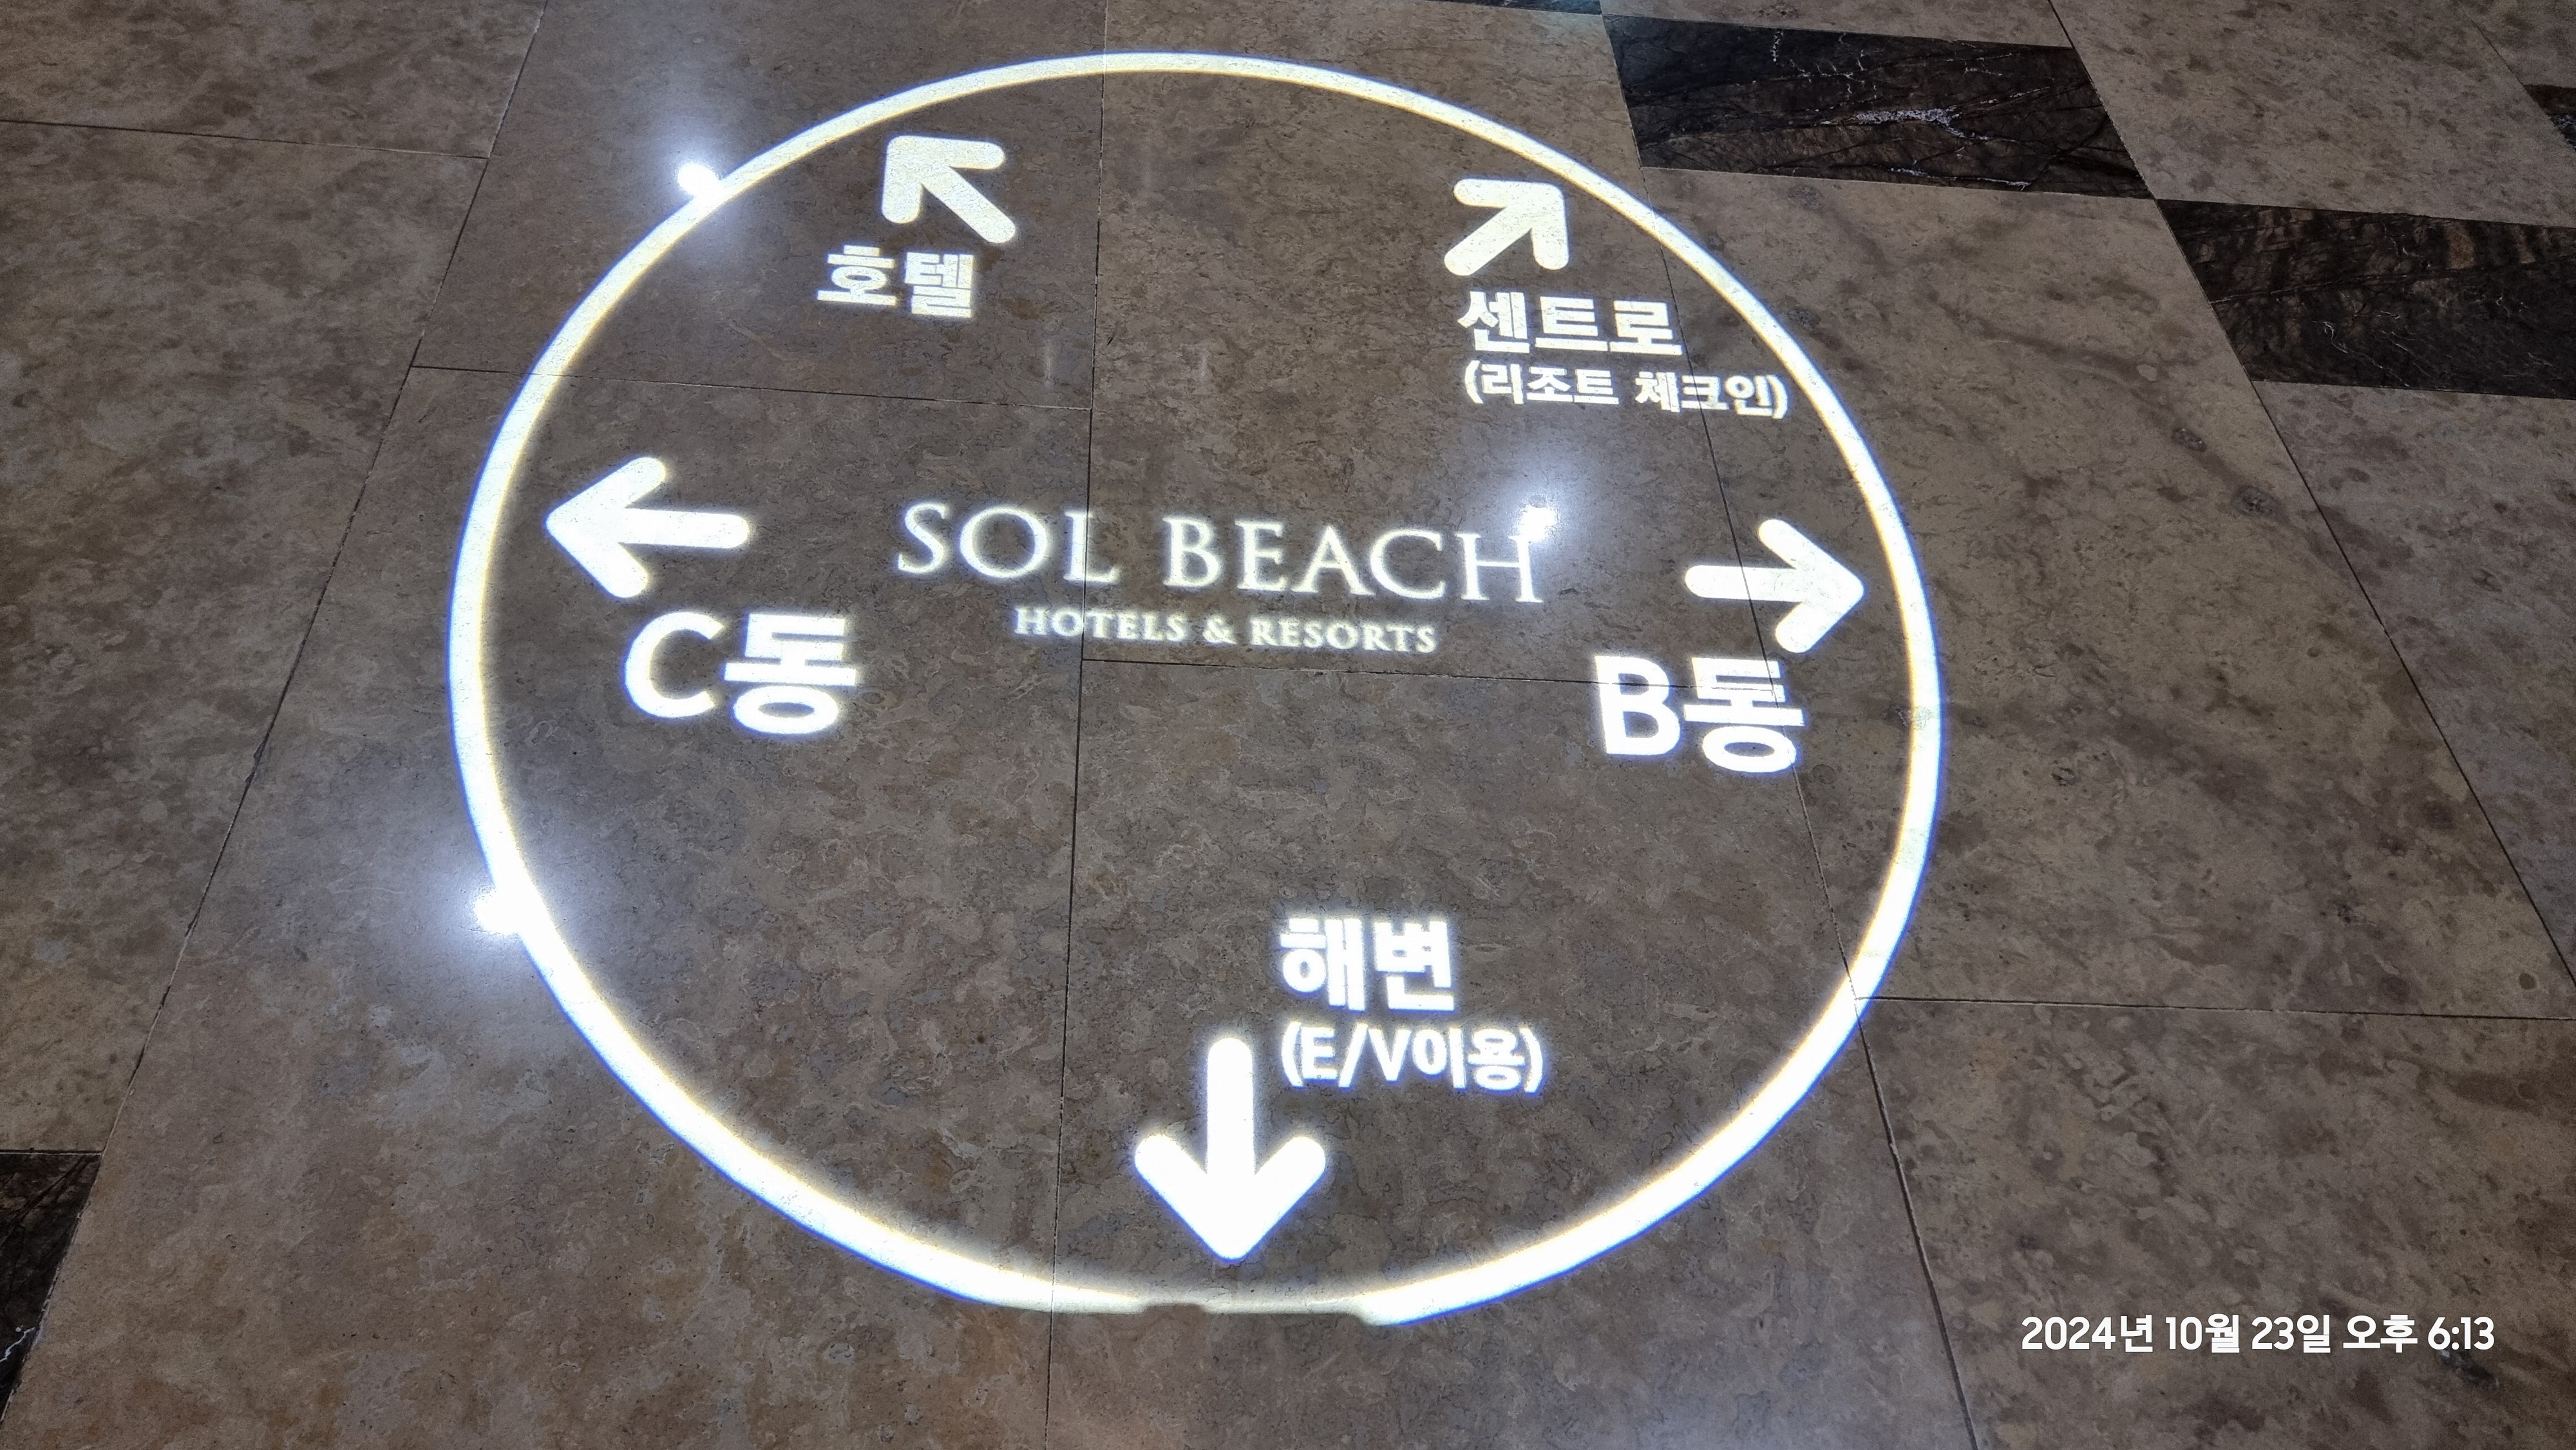 호텔
센트로
(리조트 체크인)
SOL BEACH
HOTELS & RESORTS
C동
B동
해변
(E/V이용)
2024년 10월 23일 오후 6:13